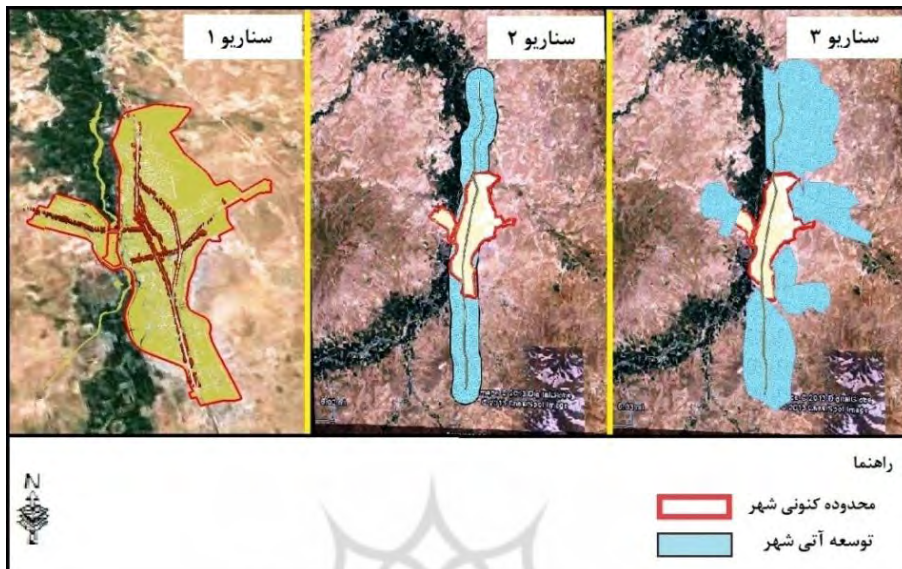 سناریو ۱
سناریو ۲
سناریو ۳
راهنما
محدوده کنونی شهر
توسعه آتی شهر
N